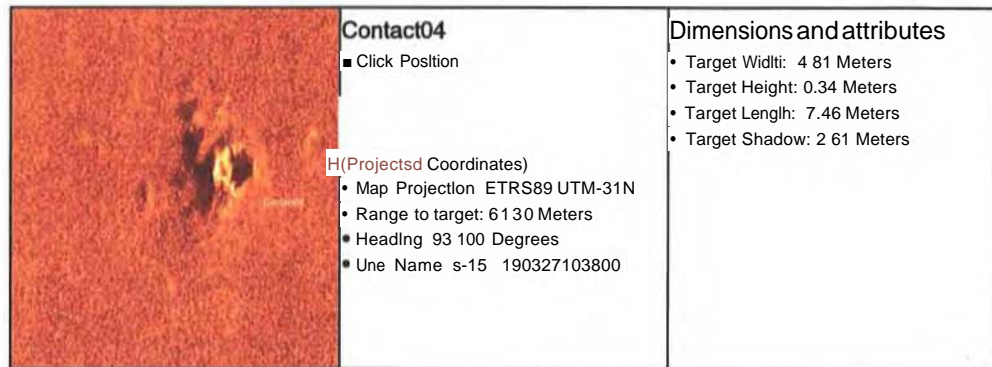 Contact04
■ Click Posltion
H(Projectsd Coordinates)
• Map Projectlon ETRS89 UTM-31N
• Range to target: 6130 Meters
• Headlng 93 100 Degrees
• Une Name s-15 190327103800
Dimensions and attributes
• Target Widlti: 4 81 Meters
• Target Height: 0.34 Meters
• Target Lenglh: 7.46 Meters
• Target Shadow: 2 61 Meters